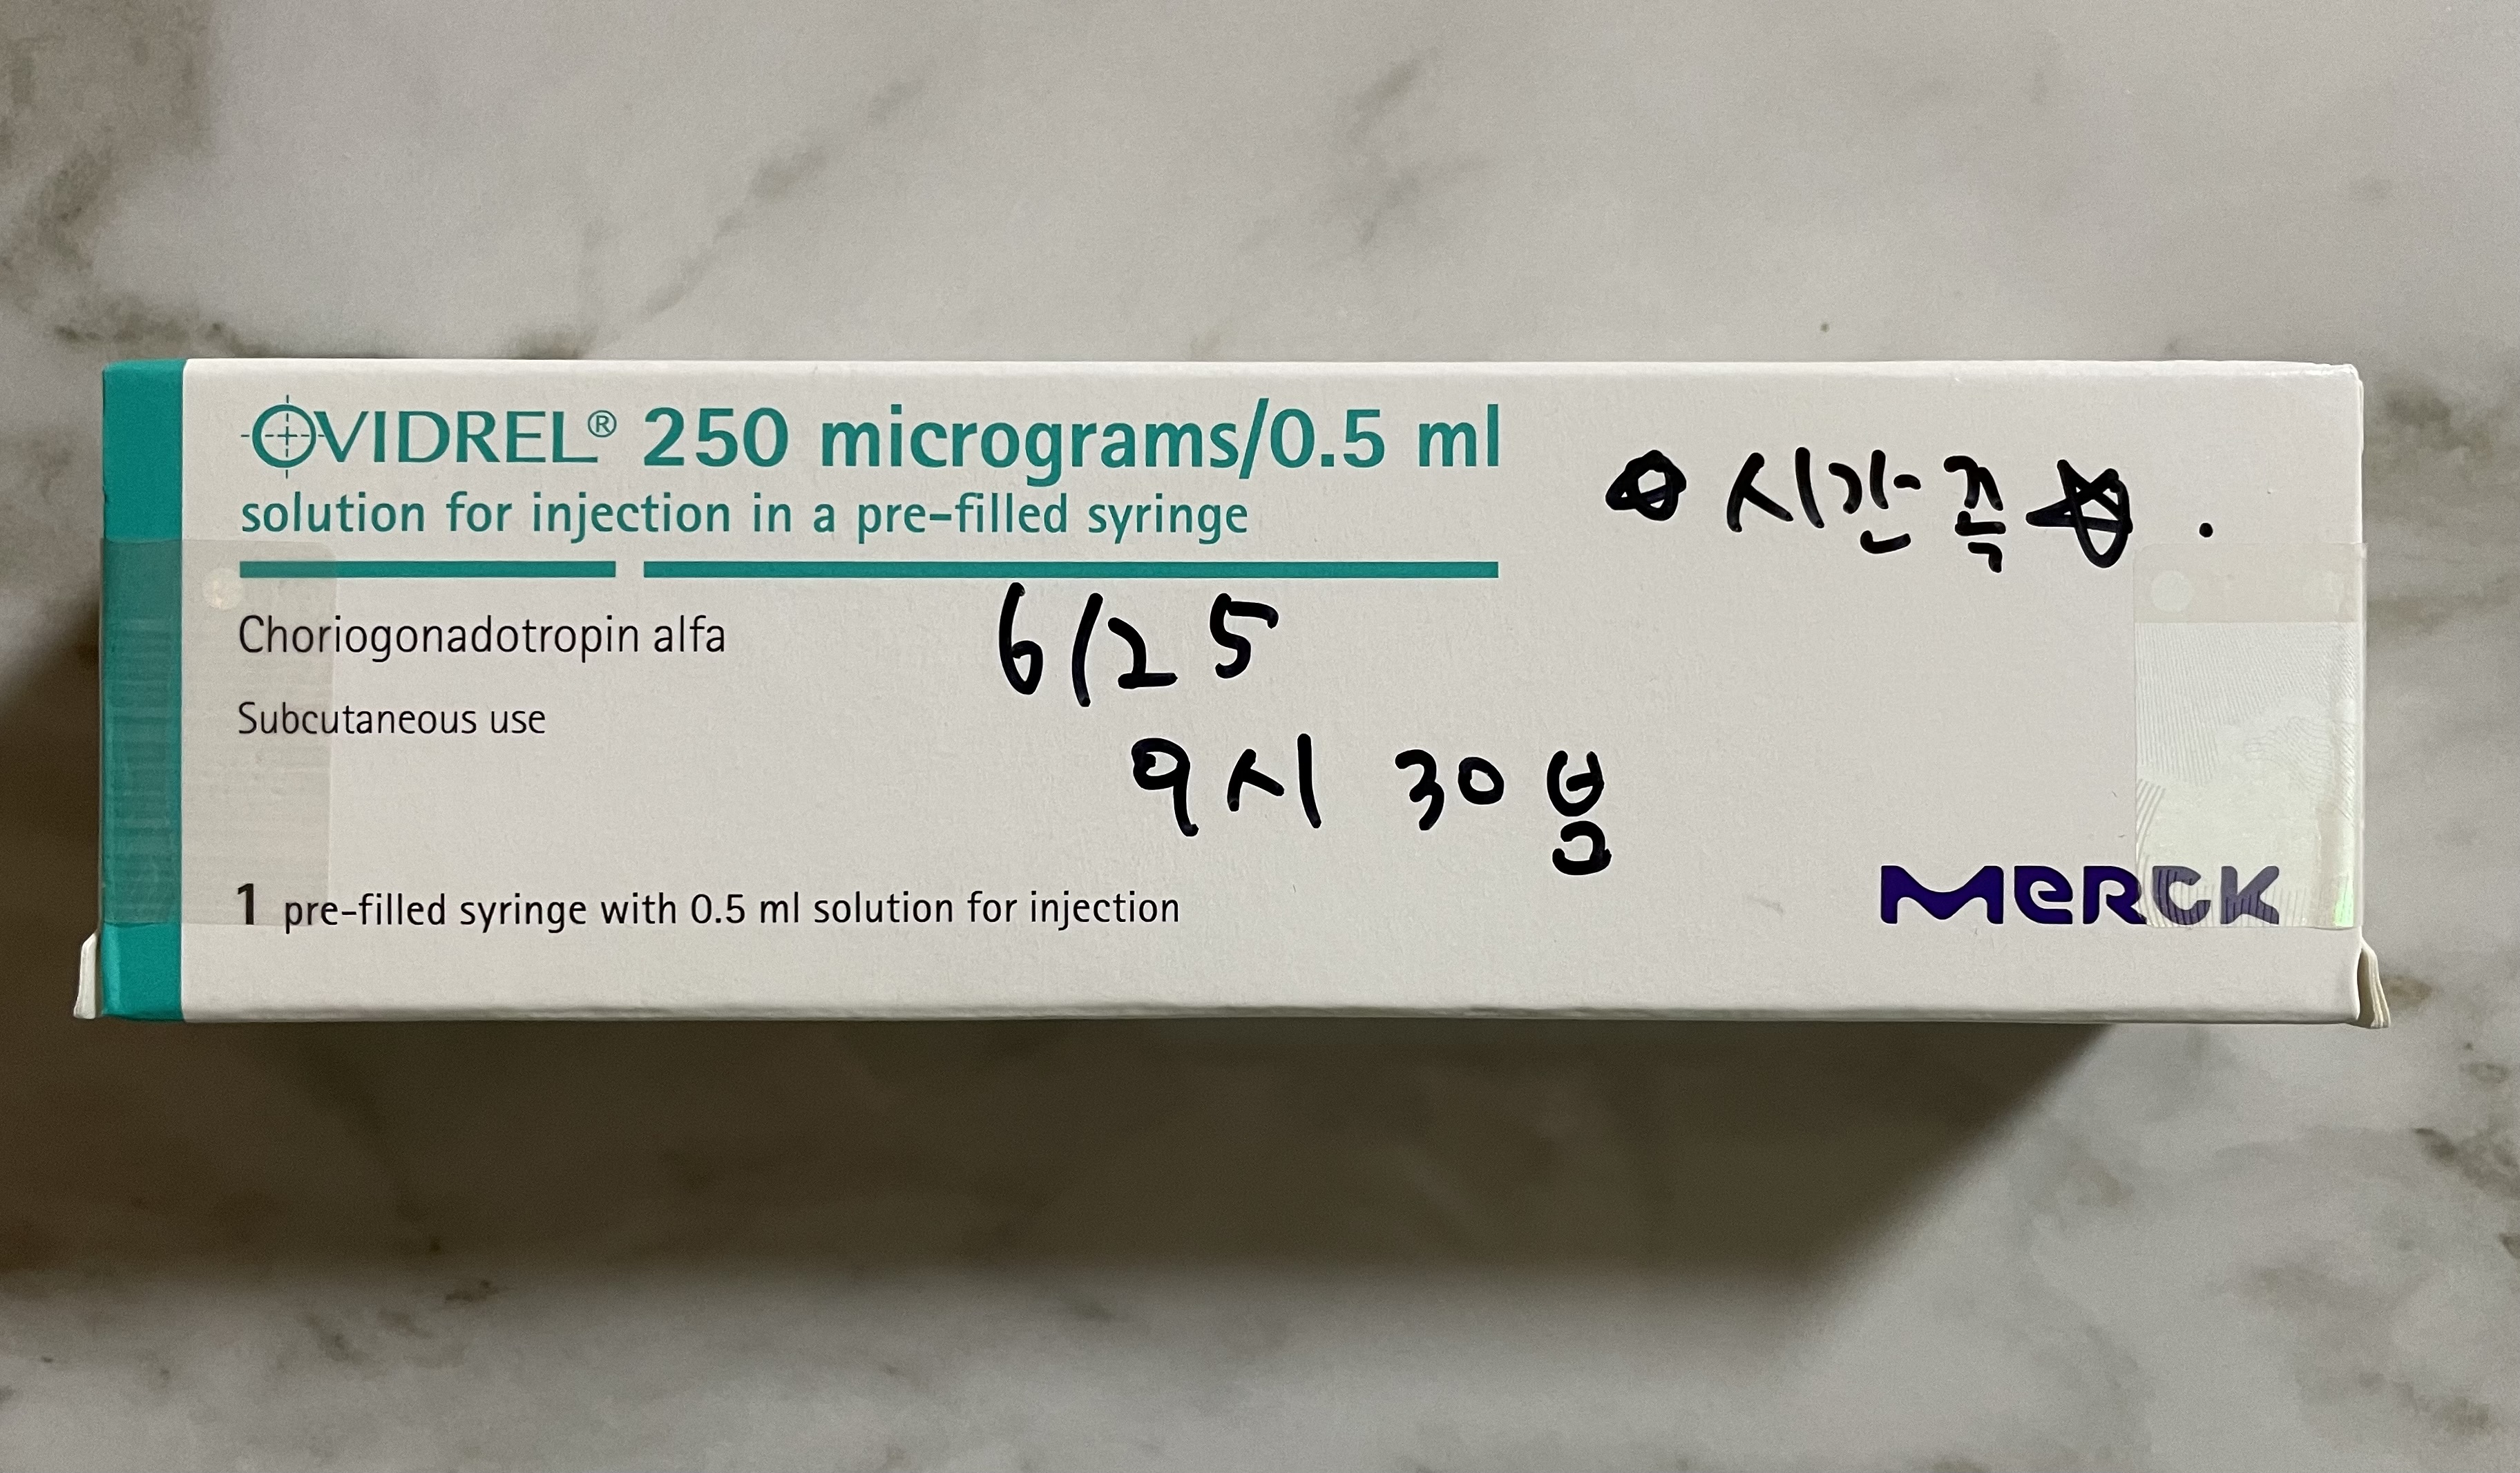 OVIDREL® 250 micrograms/0.5 ml
solution for injection in a pre-filled syringe
☆ 시간 꼭 ☆.
Choriogonadotropin alfa
6/25
Subcutaneous use
9시 30분
1 pre-filled syringe with 0.5 ml solution for injection
MERCK